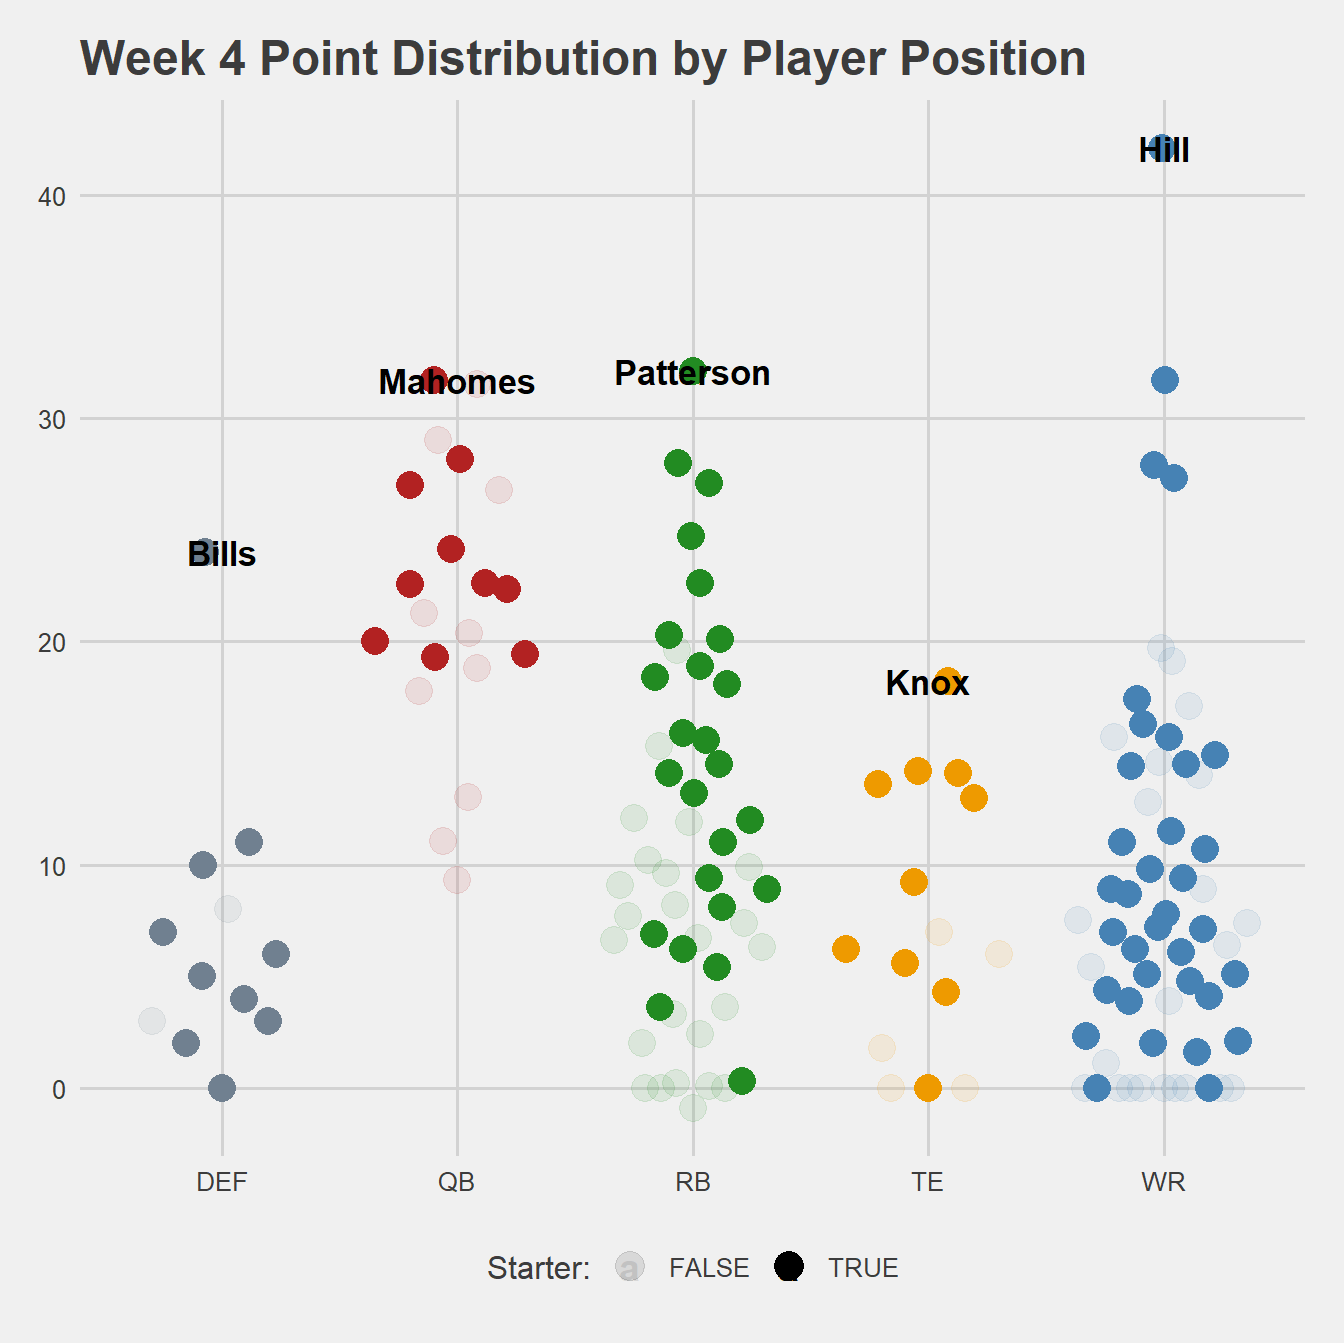 Week 4 Point Distribution by Player Position
Hill
40
Patterson
Mahomes
30
Bills
20
Knox
10
0
DEF QB RB TE WR
Starter: a FALSE TRUE